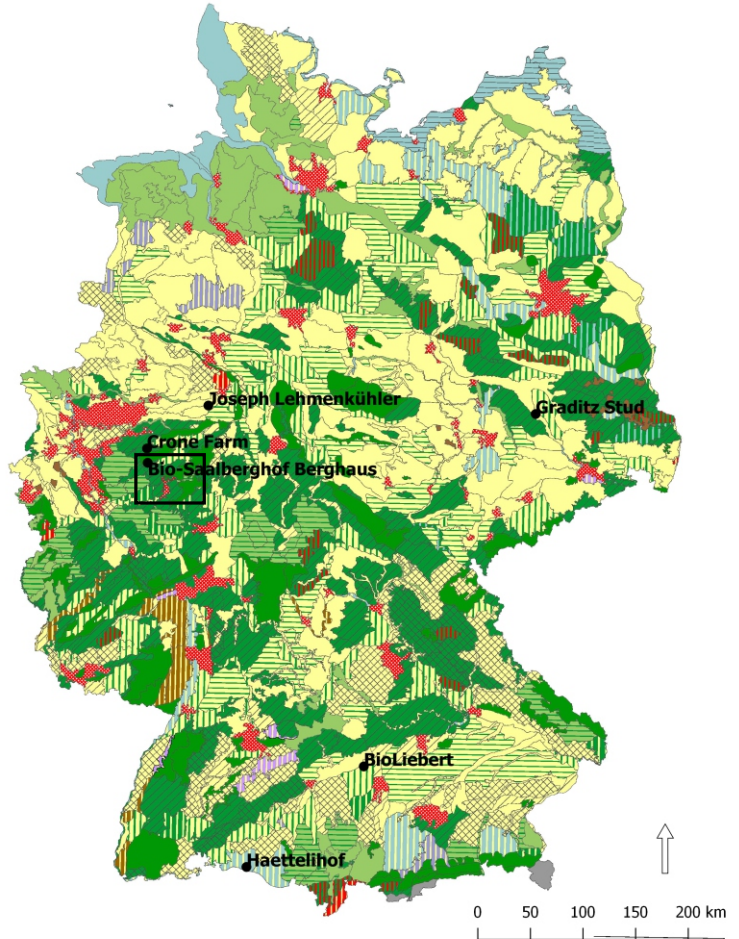 Joseph Lehmenkühler
Graditz Stud
Crone Farm
Bio-Saalberghof Berghaus
BioLiebert
Haettelihof
0 50 100 150 200 km